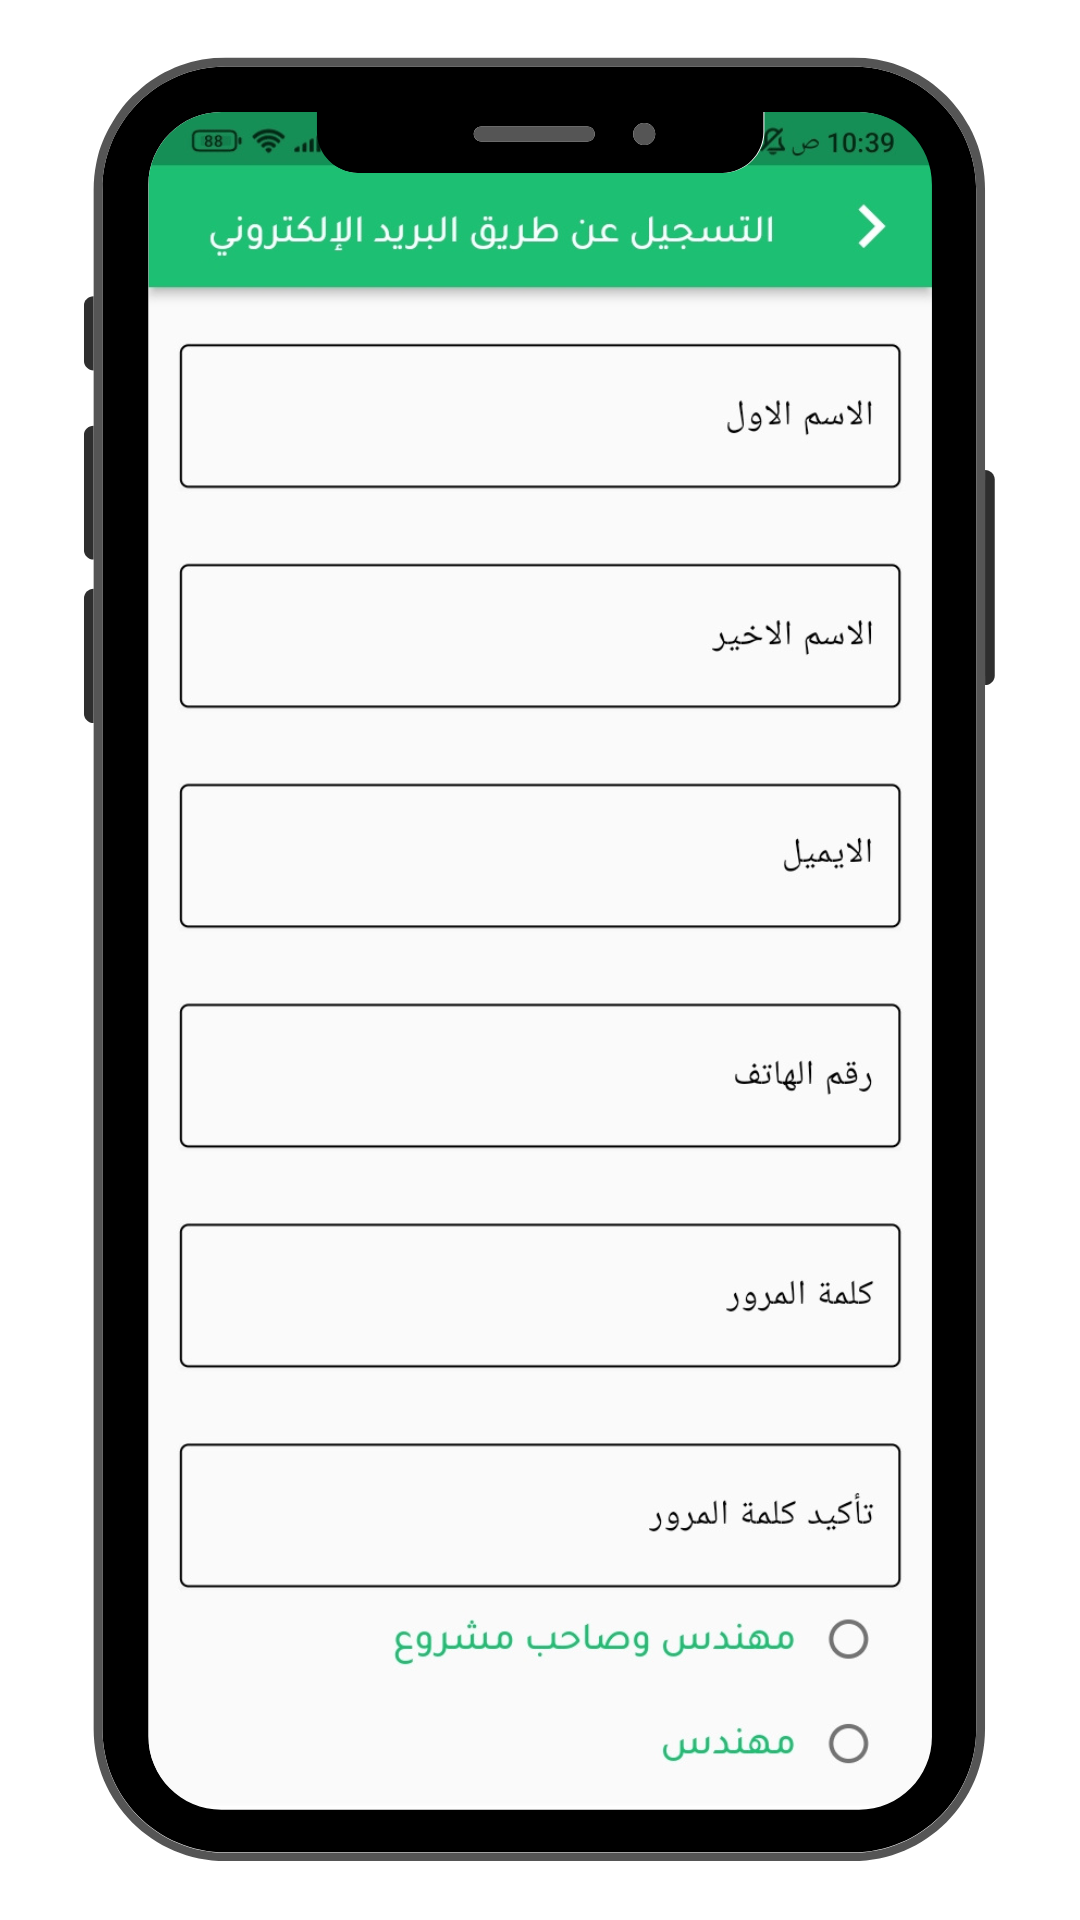 10:39 ص
88
التسجيل عن طريق البريد الإلكتروني
الاسم الاول
الاسم الاخير
الايميل
رقم الهاتف
كلمة المرور
تأكيد كلمة المرور
مهندس وصاحب مشروع
مهندس